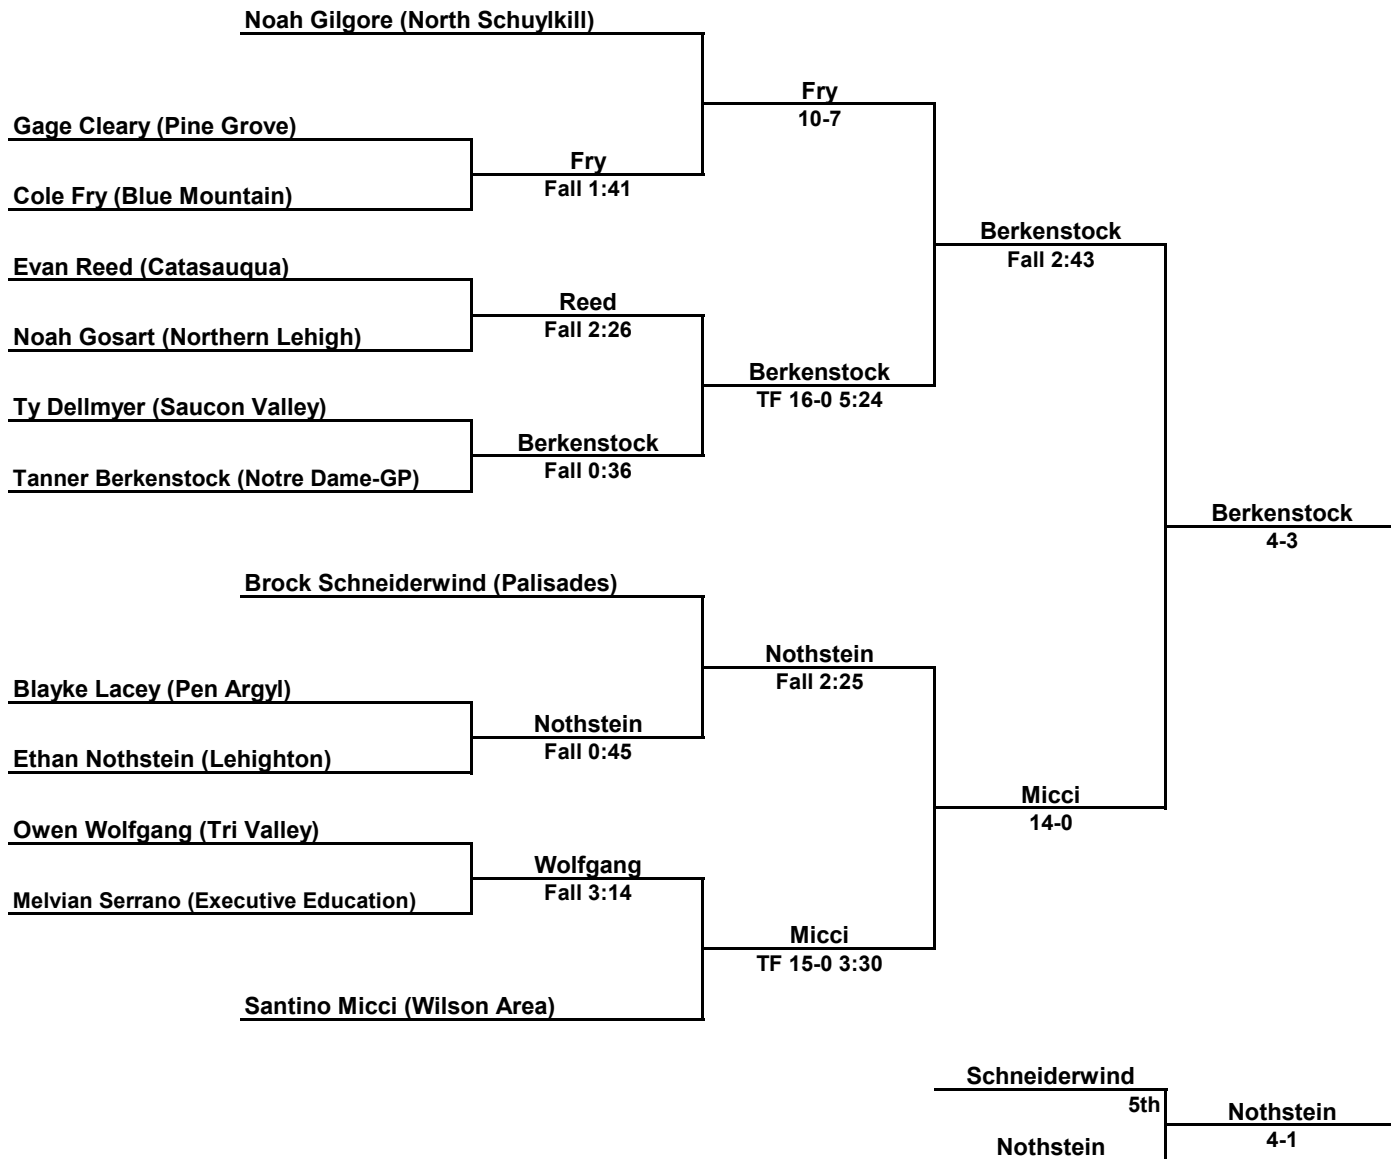 Noah Gilgore (North Schuylkill)
Fry
10-7
Gage Cleary (Pine Grove)
Fry
Fall 1:41
Cole Fry (Blue Mountain)
Berkenstock
Fall 2:43
Evan Reed (Catasauqua)
Reed
Fall 2:26
Noah Gosart (Northern Lehigh)
Berkenstock
TF 16-0 5:24
Ty Dellmyer (Saucon Valley)
Berkenstock
Fall 0:36
Tanner Berkenstock (Notre Dame-GP)
Berkenstock
4-3
Brock Schneiderwind (Palisades)
Nothstein
Fall 2:25
Blayke Lacey (Pen Argyl)
Nothstein
Fall 0:45
Ethan Nothstein (Lehighton)
Micci
14-0
Owen Wolfgang (Tri Valley)
Wolfgang
Fall 3:14
Melvian Serrano (Executive Education)
Micci
TF 15-0 3:30
Santino Micci (Wilson Area)
Schneiderwind
5th
Nothstein
4-1
Nothstein